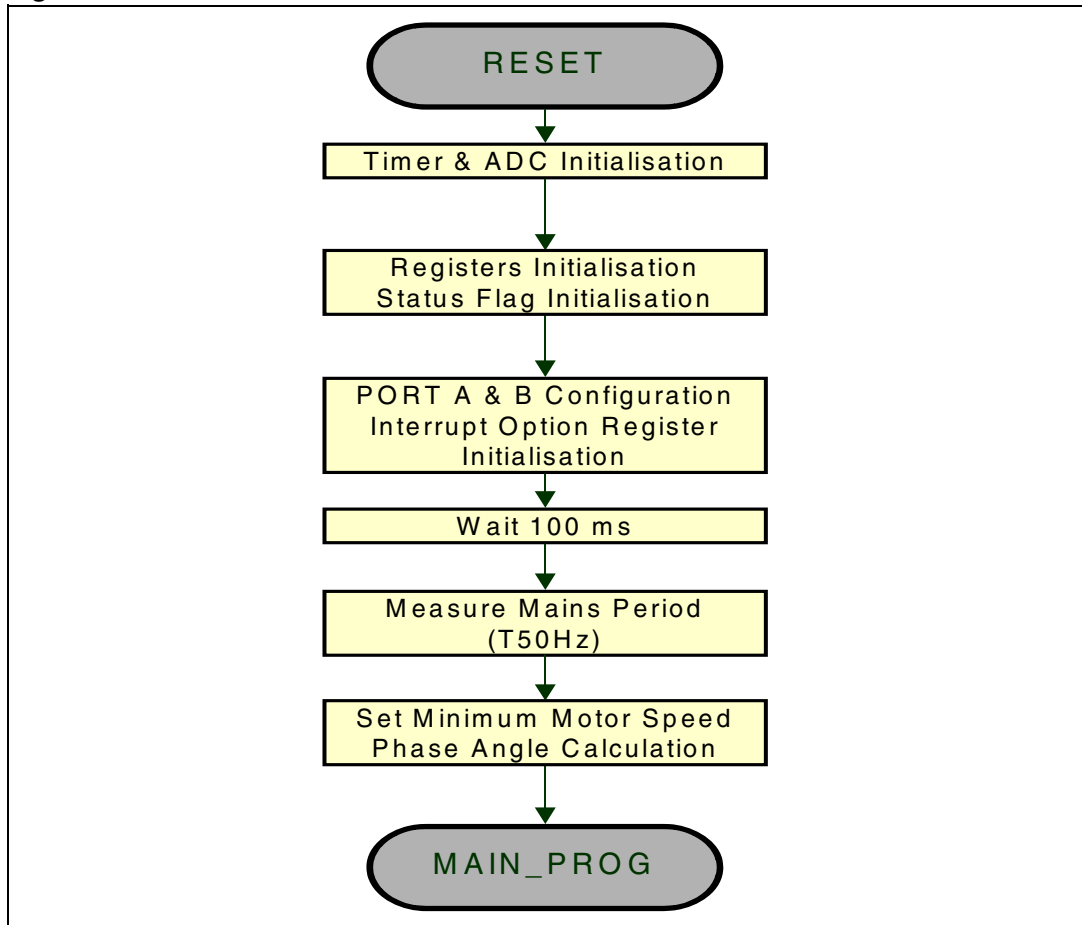 RESET
Timer & ADC Initialisation
Registers Initialisation
Status Flag Initialisation
PORT A & B Configuration
Interrupt Option Register
Initialisation
Wait 100 ms
Measure Mains Period
(T50Hz)
Set Minimum Motor Speed
Phase Angle Calculation
MAIN_PROG